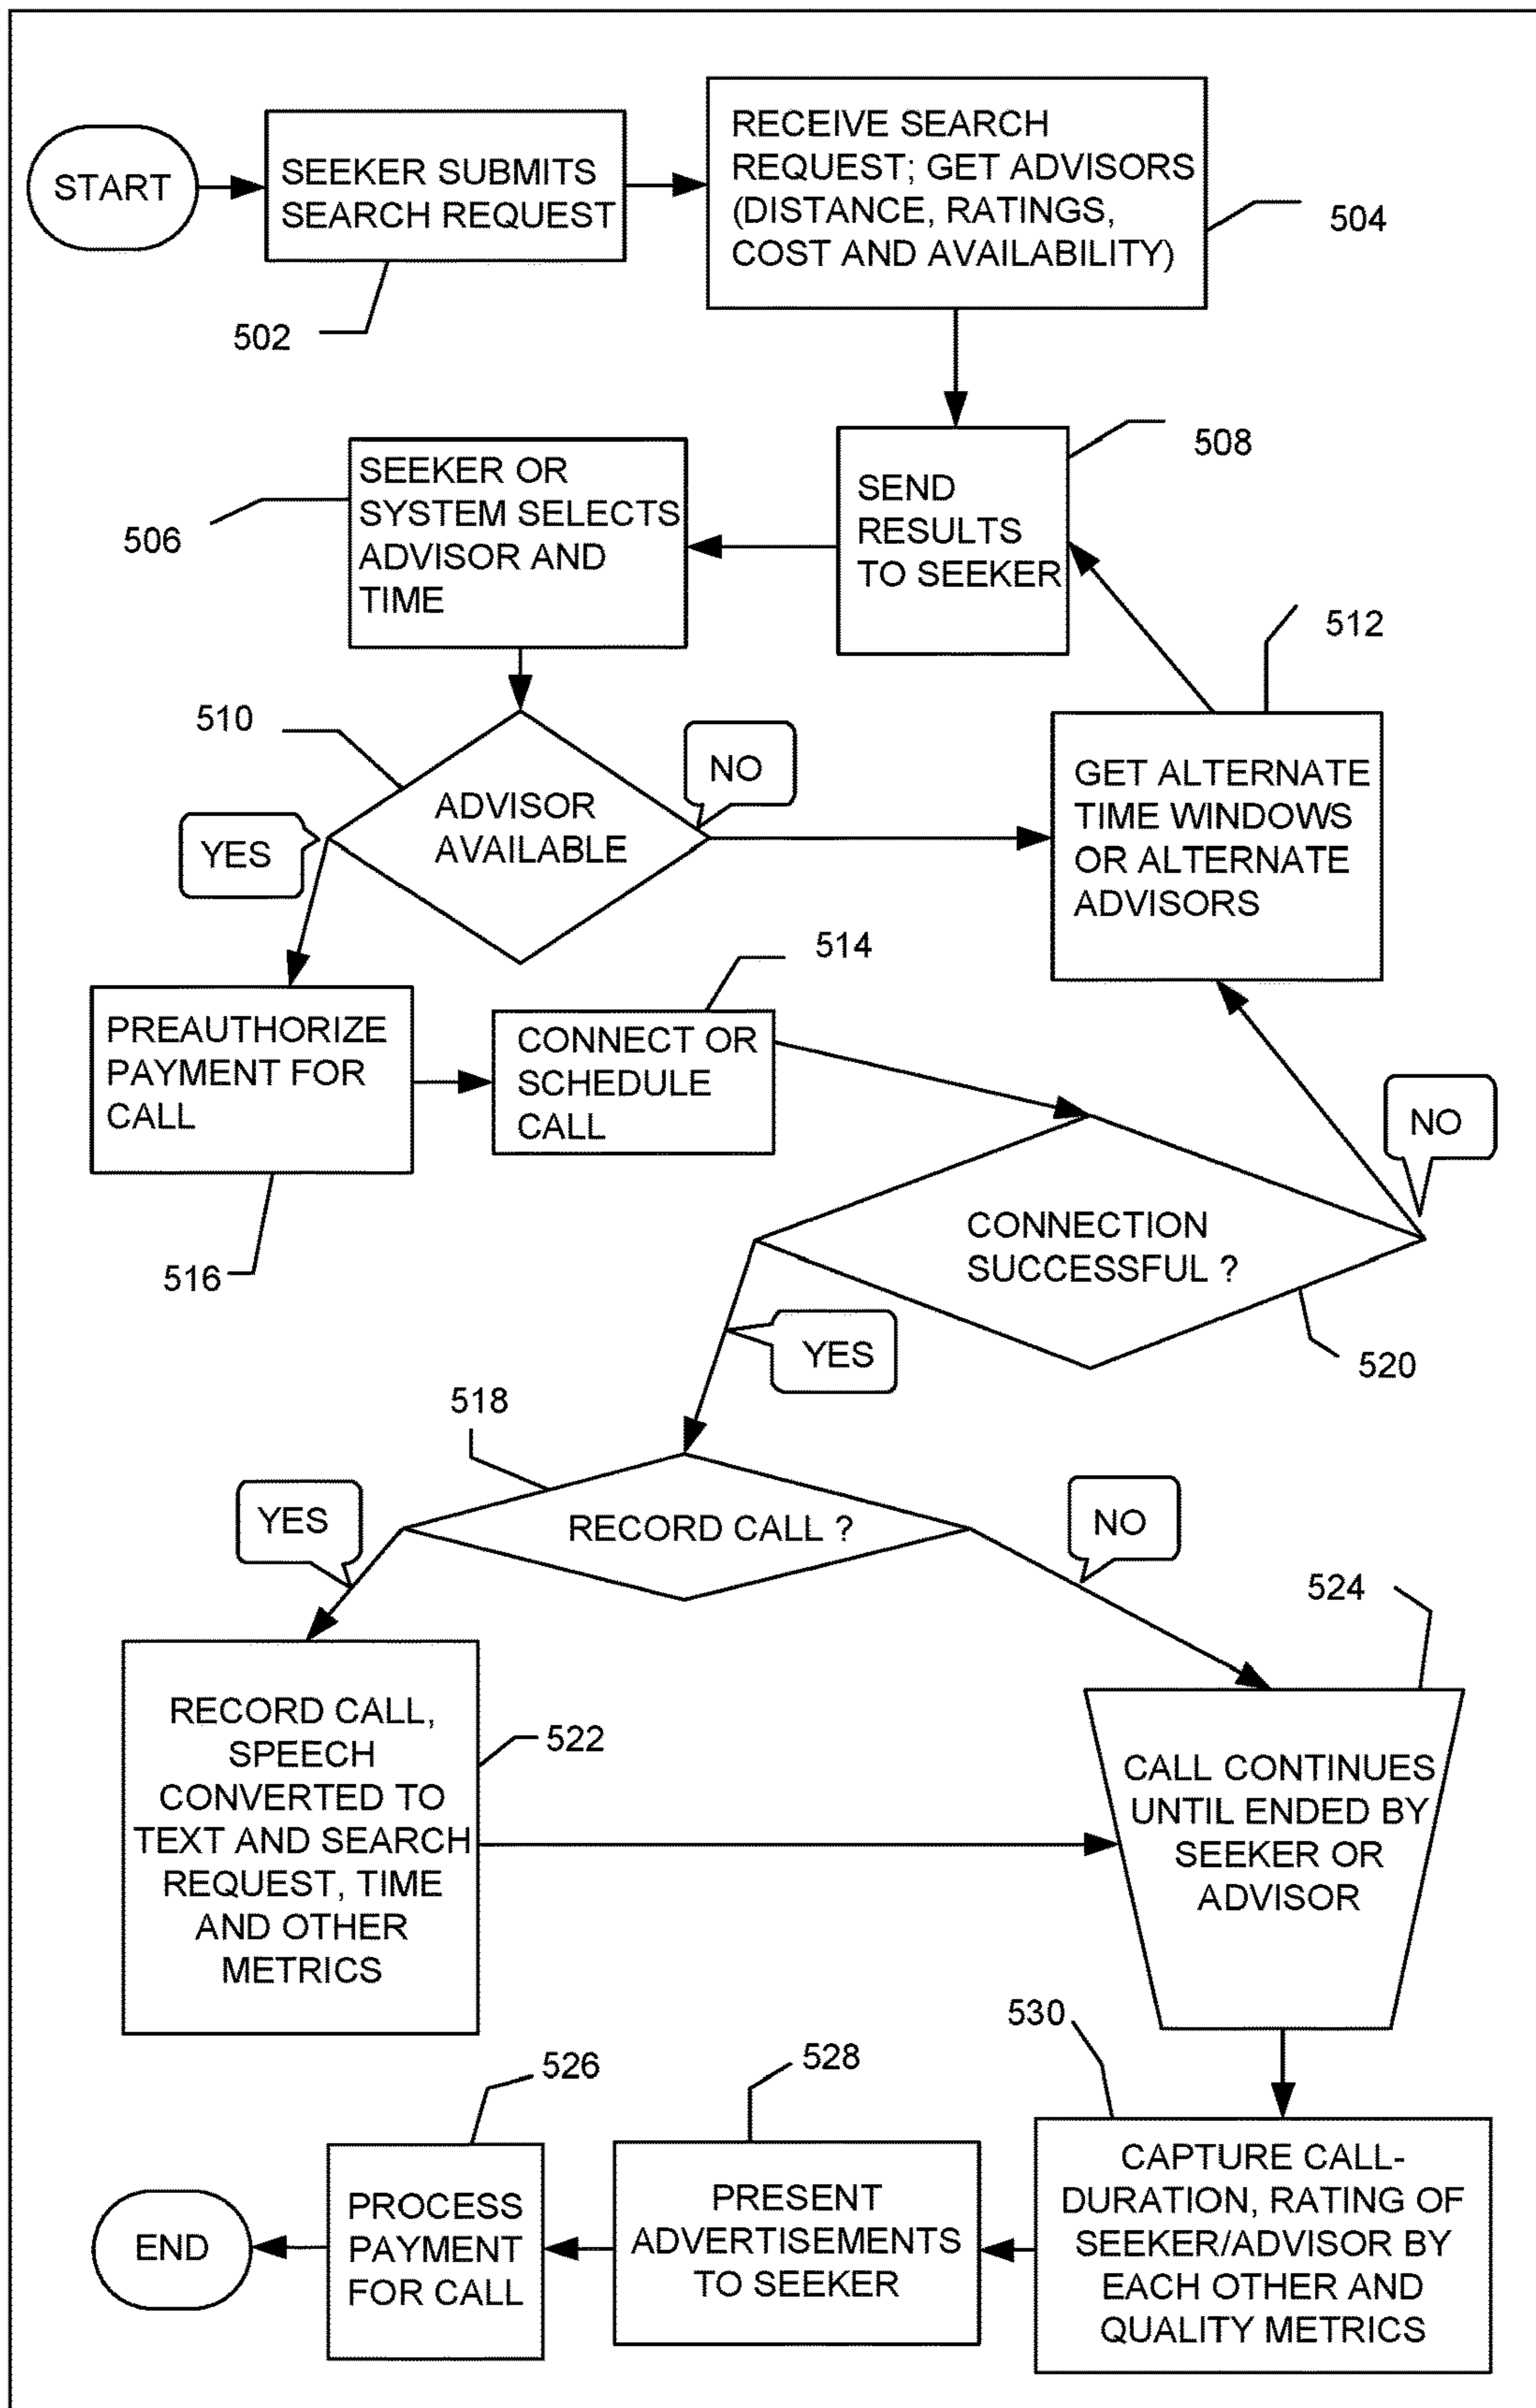 START
SEEKER SUBMITS
SEARCH REQUEST
502
RECEIVE SEARCH
REQUEST; GET ADVISORS
(DISTANCE, RATINGS,
COST AND AVAILABILITY)
504
SEND
RESULTS
TO SEEKER
508
SEEKER OR
SYSTEM SELECTS
ADVISOR AND
TIME
506
510
ADVISOR
AVAILABLE
NO
YES
512
GET ALTERNATE
TIME WINDOWS
OR ALTERNATE
ADVISORS
PREAUTHORIZE
PAYMENT FOR
CALL
516
514
CONNECT OR
SCHEDULE
CALL
CONNECTION
SUCCESSFUL ?
NO
520
YES
518
RECORD CALL ?
YES
NO
RECORD CALL,
SPEECH
CONVERTED TO
TEXT AND SEARCH
REQUEST, TIME
AND OTHER
METRICS
522
524
CALL CONTINUES
UNTIL ENDED BY
SEEKER OR
ADVISOR
530
CAPTURE CALL-
DURATION, RATING OF
SEEKER/ADVISOR BY
EACH OTHER AND
QUALITY METRICS
528
PRESENT
ADVERTISEMENTS
TO SEEKER
526
PROCESS
PAYMENT
FOR CALL
END